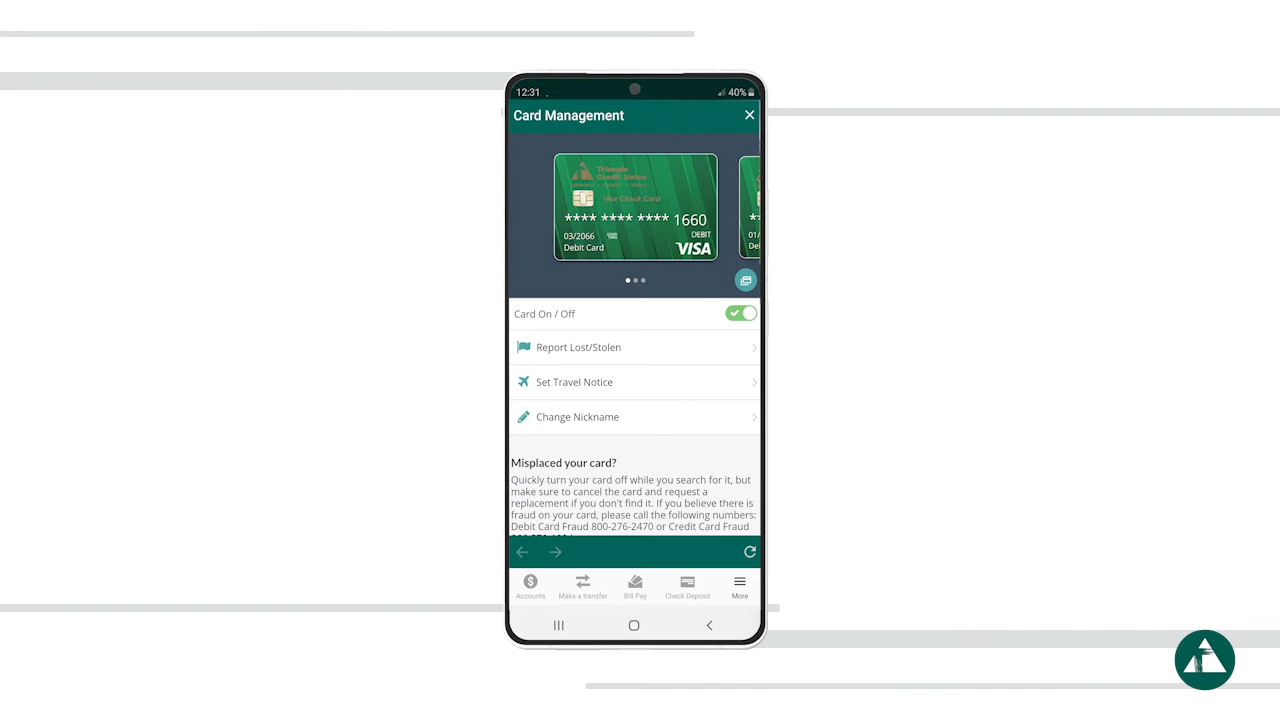 12:31
40%
Card Management
Triangle
Credit Union
Visa Check Card
**** **** **** 1660
03/2066
DEBIT
Debit Card
VISA
01/
Card On / Off
Report Lost/Stolen
Set Travel Notice
Change Nickname
Misplaced your card?
Quickly turn your card off while you search for it, but
make sure to cancel the card and request a
replacement if you don't find it. If you believe there is
fraud on your card, please call the following numbers:
Debit Card Fraud 800-276-2470 or Credit Card Fraud
Accounts
Make a transfer
Bill Pay
Check Deposit
More